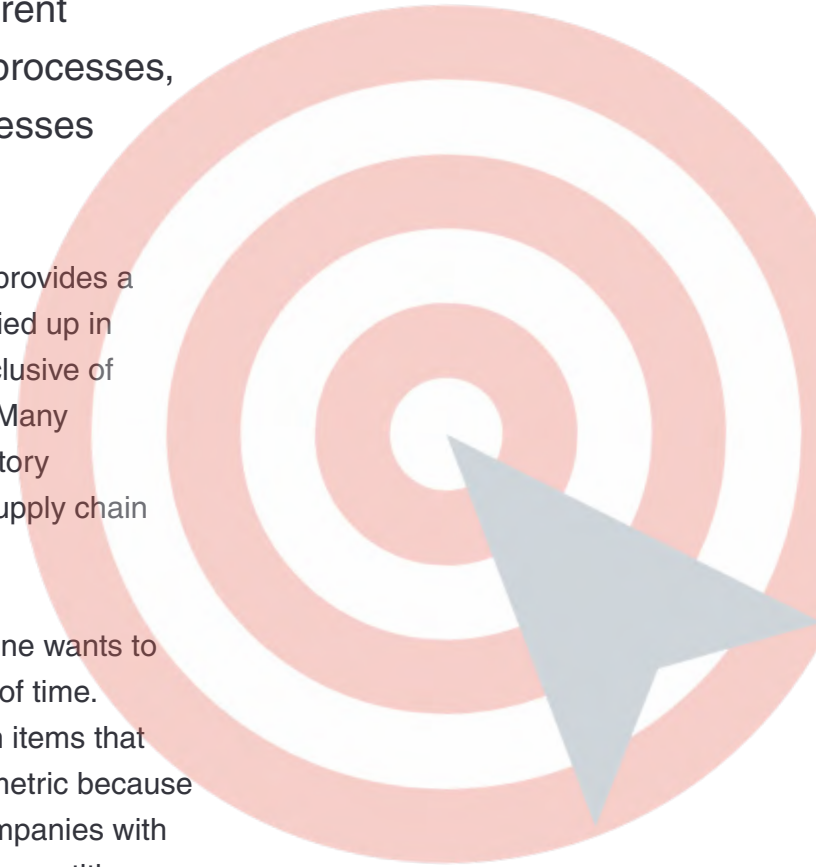 rent
processes,
esses
provides a
ied up in
lusive of
Many
tory
upply chain
ne wants to
of time.
items that
metric because
mpanies with